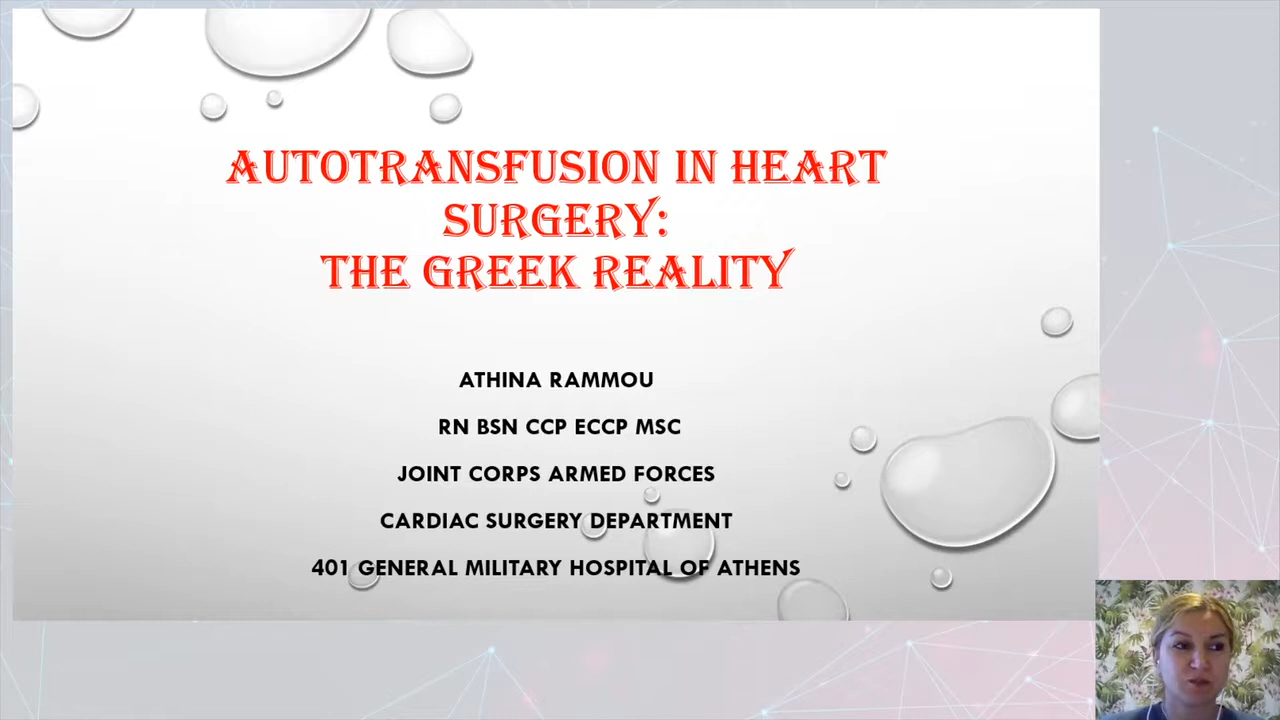 AUTOTRANSFUSION IN HEART
SURGERY:
THE GREEK REALITY
ATHINA RAMMOU
RN BSN CCP ECCP MSC
JOINT CORPS ARMED FORCES
CARDIAC SURGERY DEPARTMENT
401 GENERAL MILITARY HOSPITAL OF ATHENS